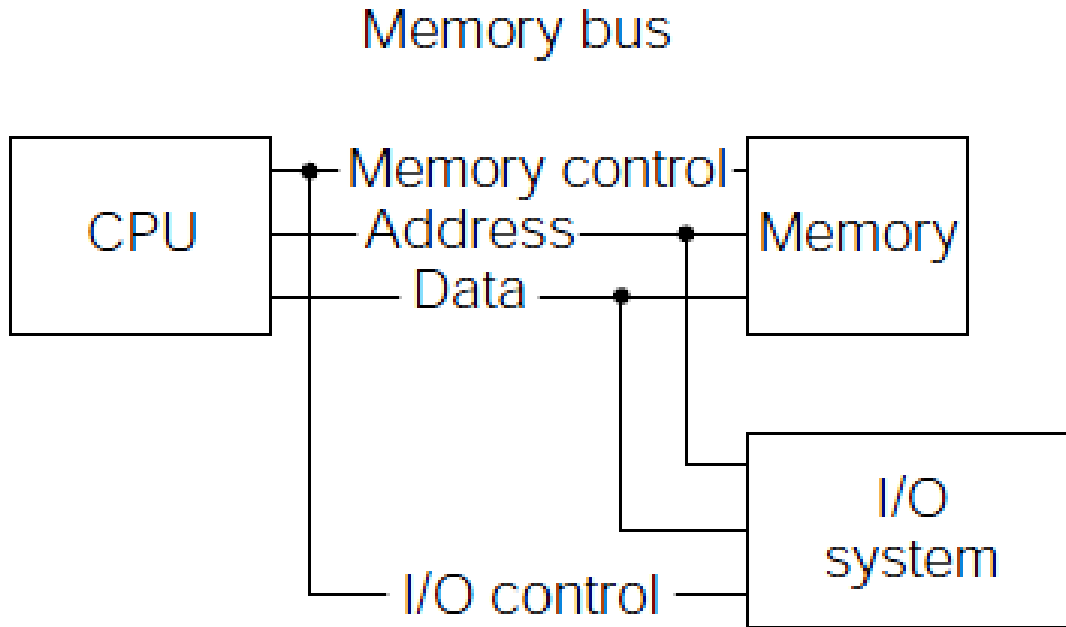 Memory bus
Memory control
CPU
Address
Memory
Data
I/O
system
I/O control